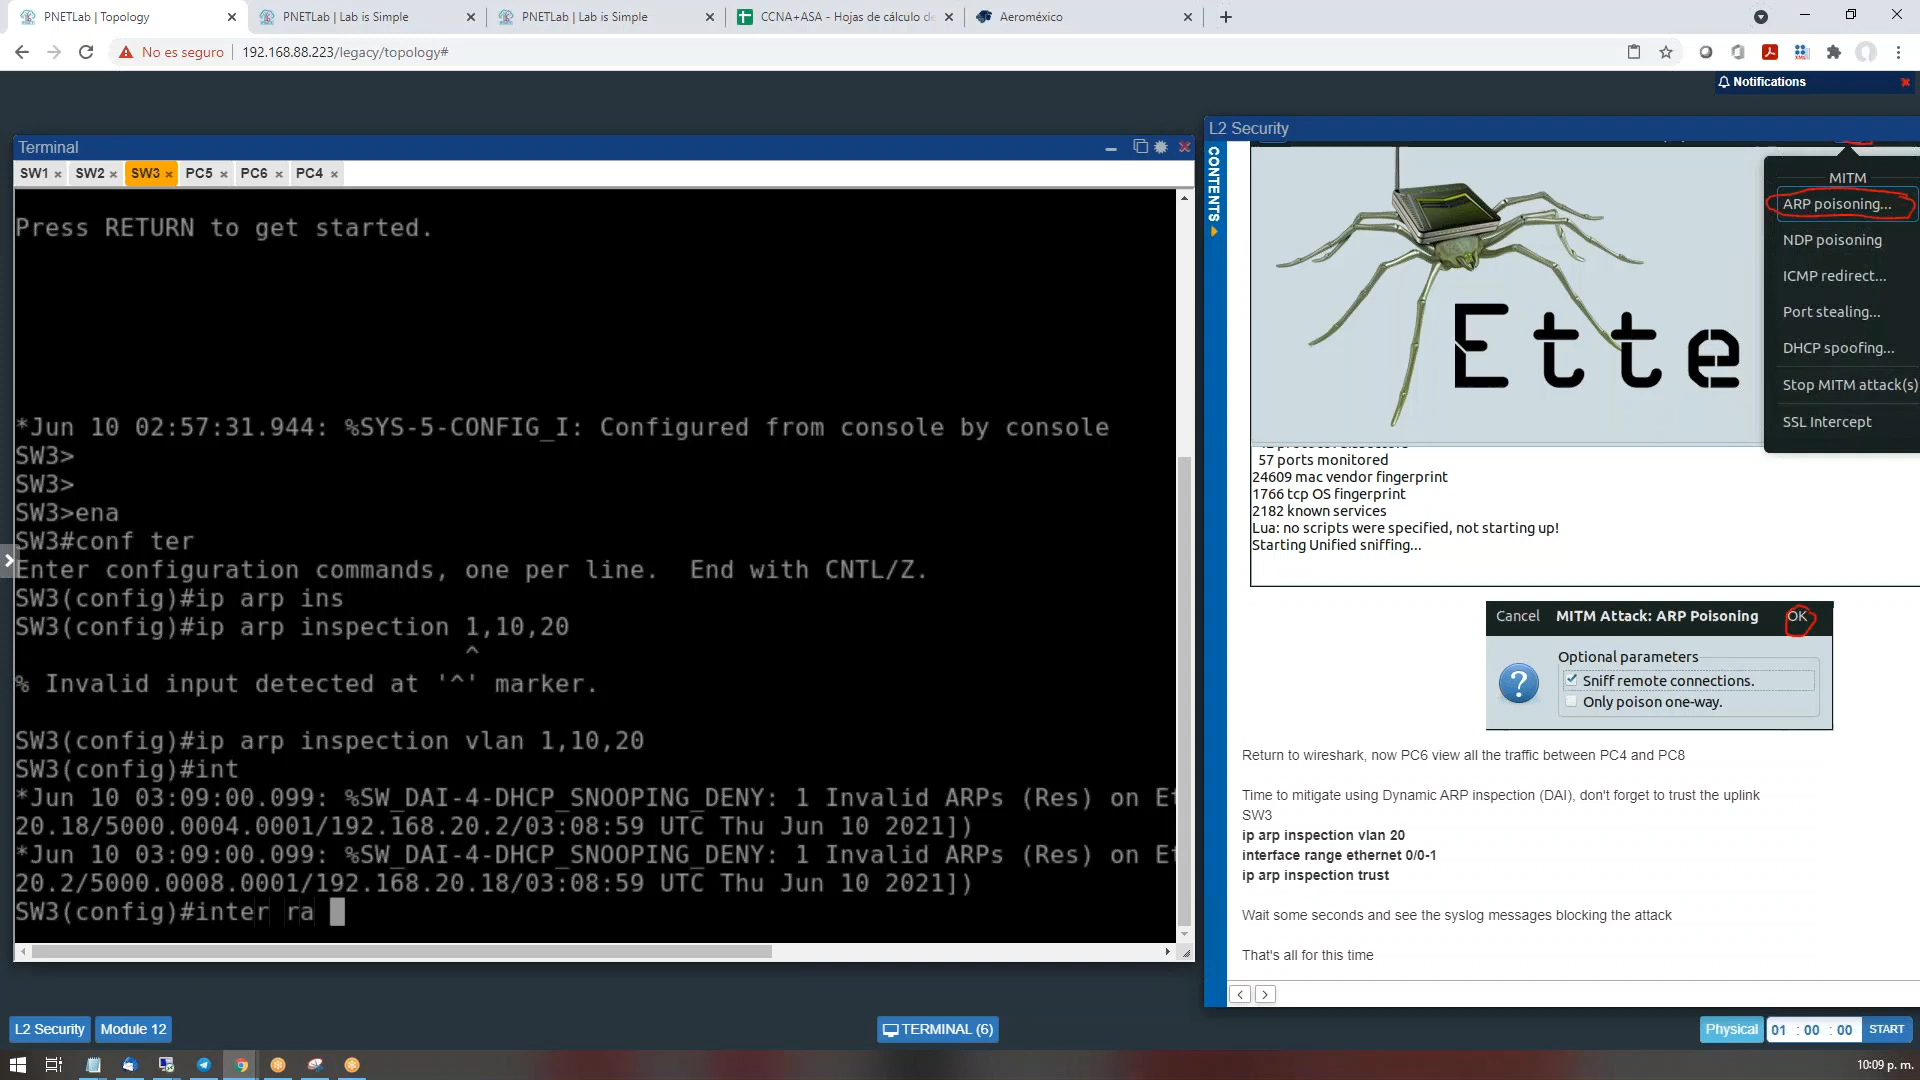 PNETLab | Topology
PNETLab | Lab is Simple
PNETLab | Lab is Simple
CCNA+ASA - Hojas de cálculo de
Aeroméxico
No es seguro
192.168.88.223/legacy/topology#
Notifications
Terminal
SW1
SW2
SW3
PC5
PC6
PC4
Press RETURN to get started.
*Jun 10 02:57:31.944: %SYS-5-CONFIG_I: Configured from console by console
SW3>
SW3>
SW3>ena
SW3#conf ter
Enter configuration commands, one per line.  End with CNTL/Z.
SW3(config)#ip arp ins
SW3(config)#ip arp inspection 1,10,20
^
% Invalid input detected at '^' marker.
SW3(config)#ip arp inspection vlan 1,10,20
SW3(config)#int
*Jun 10 03:09:00.099: %SW_DAI-4-DHCP_SNOOPING_DENY: 1 Invalid ARPs (Res) on Et
20.18/5000.0004.0001/192.168.20.2/03:08:59 UTC Thu Jun 10 2021])
*Jun 10 03:09:00.099: %SW_DAI-4-DHCP_SNOOPING_DENY: 1 Invalid ARPs (Res) on Et
20.2/5000.0008.0001/192.168.20.18/03:08:59 UTC Thu Jun 10 2021])
SW3(config)#inter ra
L2 Security
CONTENTS
Ette
MITM
ARP poisoning...
NDP poisoning
ICMP redirect...
Port stealing...
DHCP spoofing...
Stop MITM attack(s)
SSL Intercept
57 ports monitored
24609 mac vendor fingerprint
1766 tcp OS fingerprint
2182 known services
Lua: no scripts were specified, not starting up!
Starting Unified sniffing...
Cancel
MITM Attack: ARP Poisoning
OK
Optional parameters
Sniff remote connections.
Only poison one-way.
Return to wireshark, now PC6 view all the traffic between PC4 and PC8
Time to mitigate using Dynamic ARP inspection (DAI), don't forget to trust the uplink
SW3
ip arp inspection vlan 20
interface range ethernet 0/0-1
ip arp inspection trust
Wait some seconds and see the syslog messages blocking the attack
That's all for this time
L2 Security
Module 12
TERMINAL (6)
Physical
01 : 00 : 00
START
10:09 p. m.